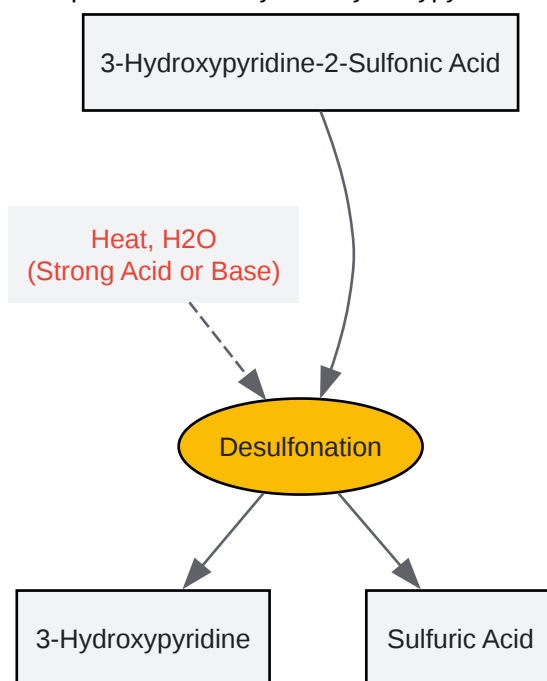 3-Hydroxypyridine-2-Sulfonic Acid
Heat, H2O
(Strong Acid or Base)
Desulfonation
3-Hydroxypyridine
Sulfuric Acid